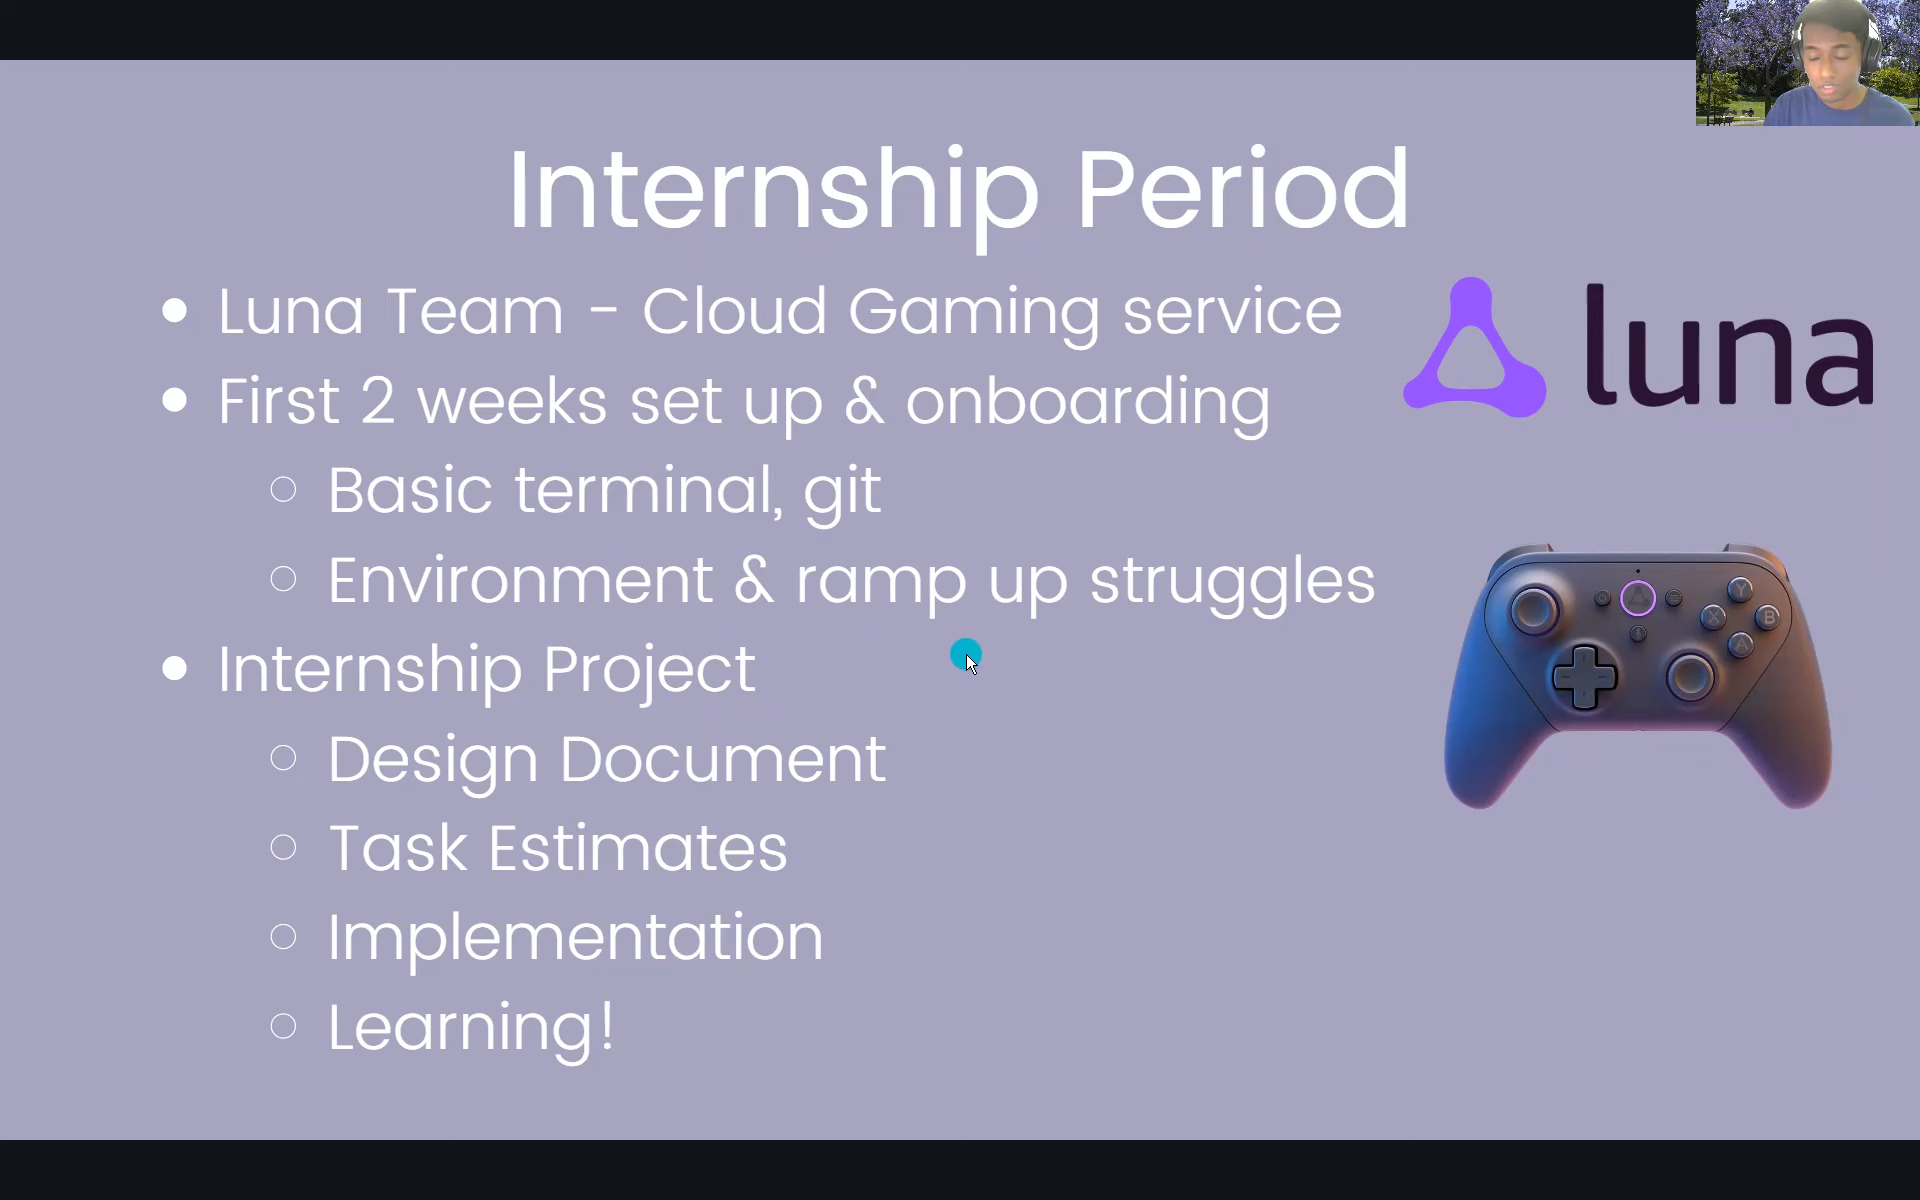 Internship Period
Luna Team - Cloud Gaming service
First 2 weeks set up & onboarding
Basic terminal, git
Environment & ramp up struggles
Internship Project
Design Document
Task Estimates
Implementation
Learning!
luna
Y
X
B
A